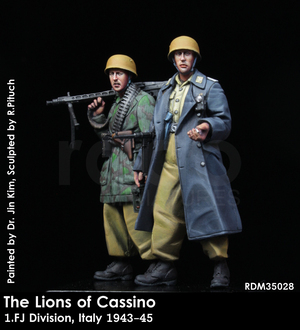 Painted by Dr. Jin Kim, Sculpted by R.Pituch
RDM35028
The Lions of Cassino
1.FJ Division, Italy 1943-45